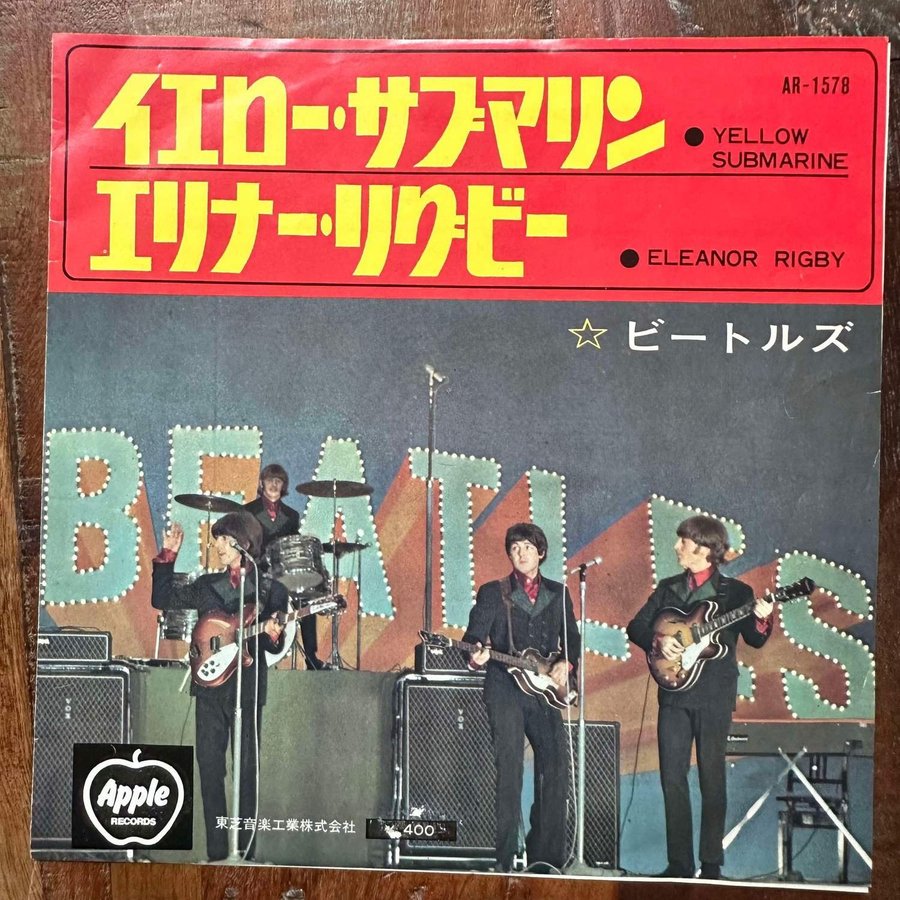 イエロー・サブマリン
AR-1578
● YELLOW
SUBMARINE
エリナー・リグビー
● ELEANOR RIGBY
☆ ビートルズ
BEATLES
VOX
VOX
Apple
RECORDS
東芝音楽工業株式会社
¥400